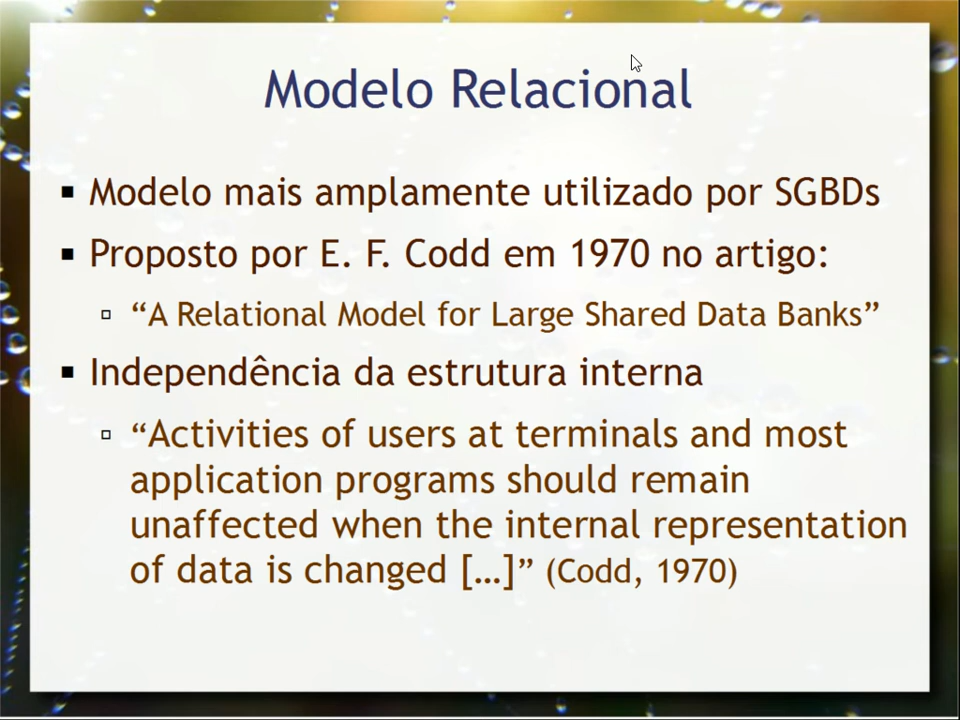 Modelo Relacional
▪ Modelo mais amplamente utilizado por SGBDs
▪ Proposto por E. F. Codd em 1970 no artigo:
▫ “A Relational Model for Large Shared Data Banks”
▪ Independência da estrutura interna
▫ “Activities of users at terminals and most
application programs should remain
unaffected when the internal representation
of data is changed [...]” (Codd, 1970)